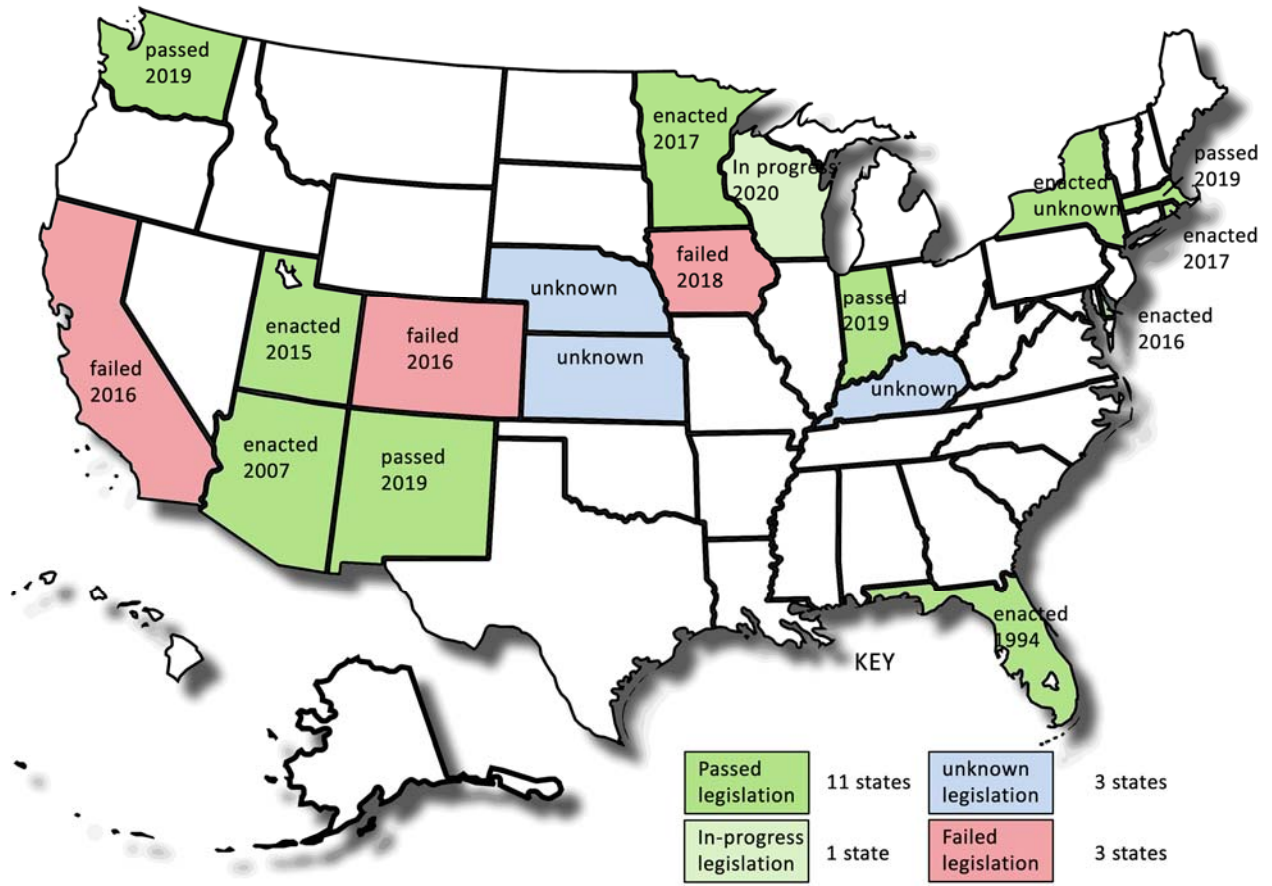 passed
2019
enacted
2017
In progress
2020
passed
2019
enacted
unknown
enacted
2017
failed
2018
unknown
passed
2019
enacted
2016
enacted
2015
failed
2016
unknown
failed
2016
unknown
enacted
2007
passed
2019
enacted
1994
KEY
Passed
legislation
11 states
unknown
legislation
3 states
In-progress
legislation
1 state
Failed
legislation
3 states